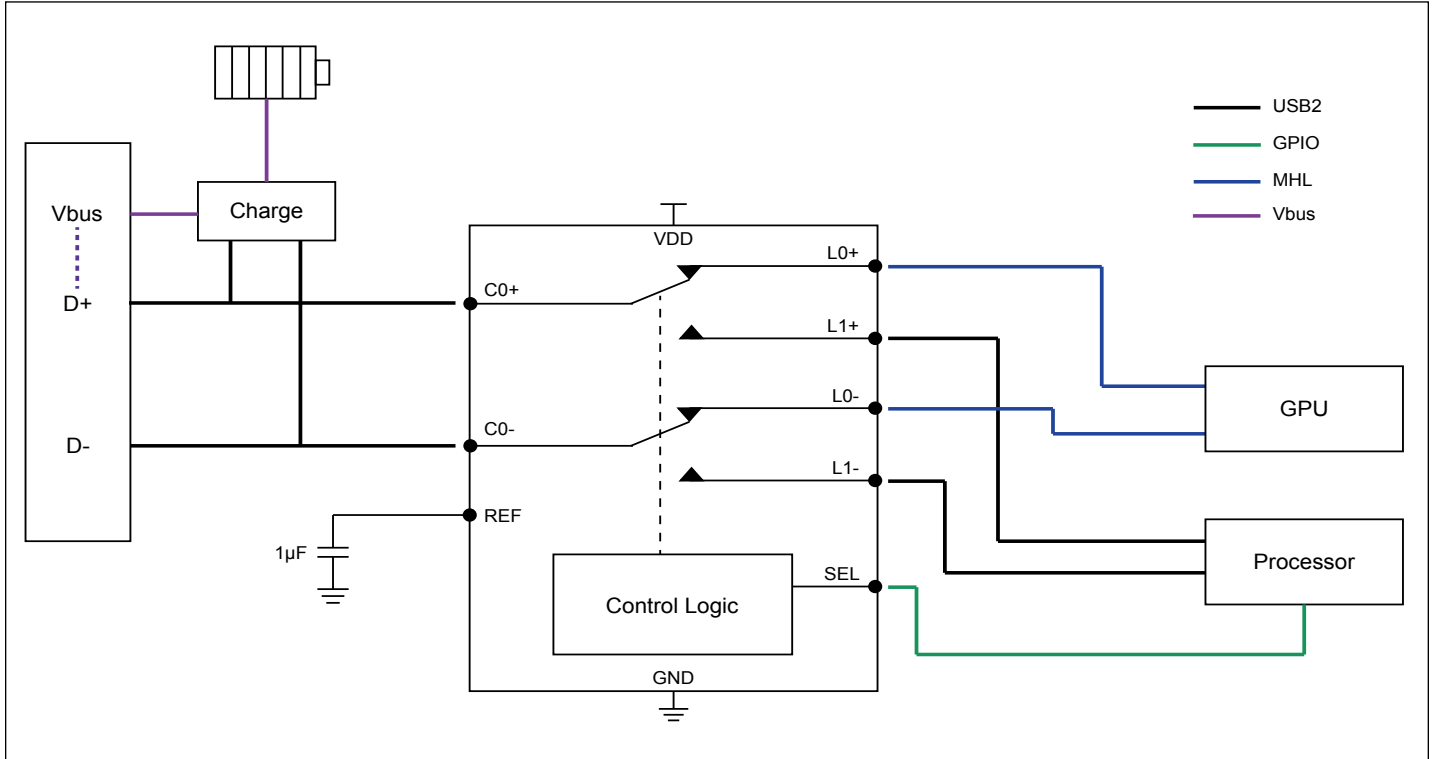 USB2
GPIO
MHL
Vbus
Vbus
Charge
VDD
L0+
C0+
D+
L1+
L0-
GPU
C0-
D-
L1-
REF
1µF
SEL
Processor
Control Logic
GND